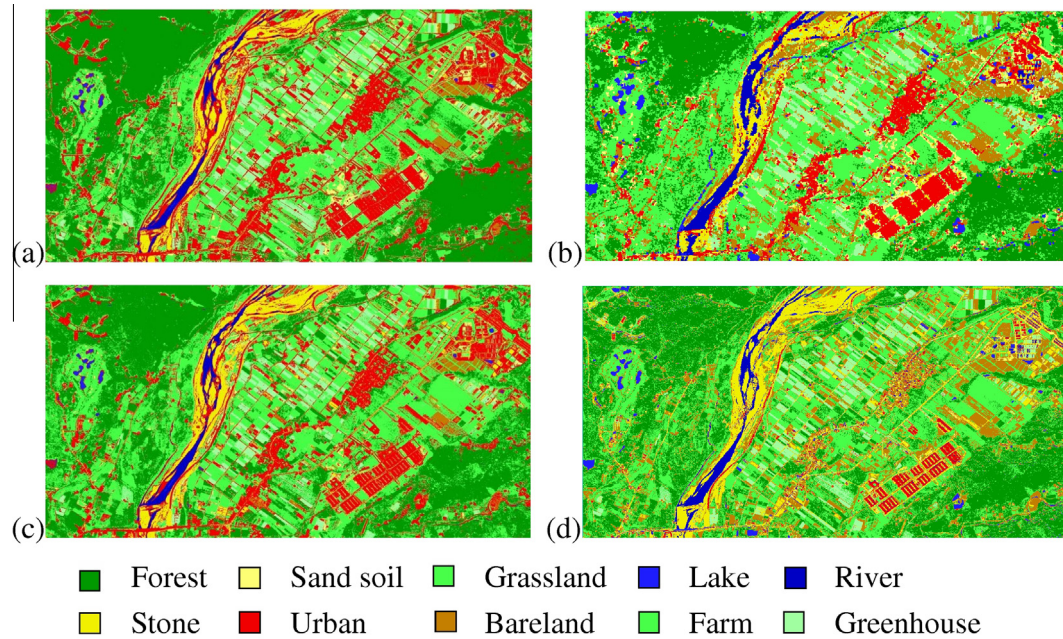 (a)
(b)
(c)
(d)
Forest Sand soil Grassland Lake River
Stone Urban Bareland Farm Greenhouse